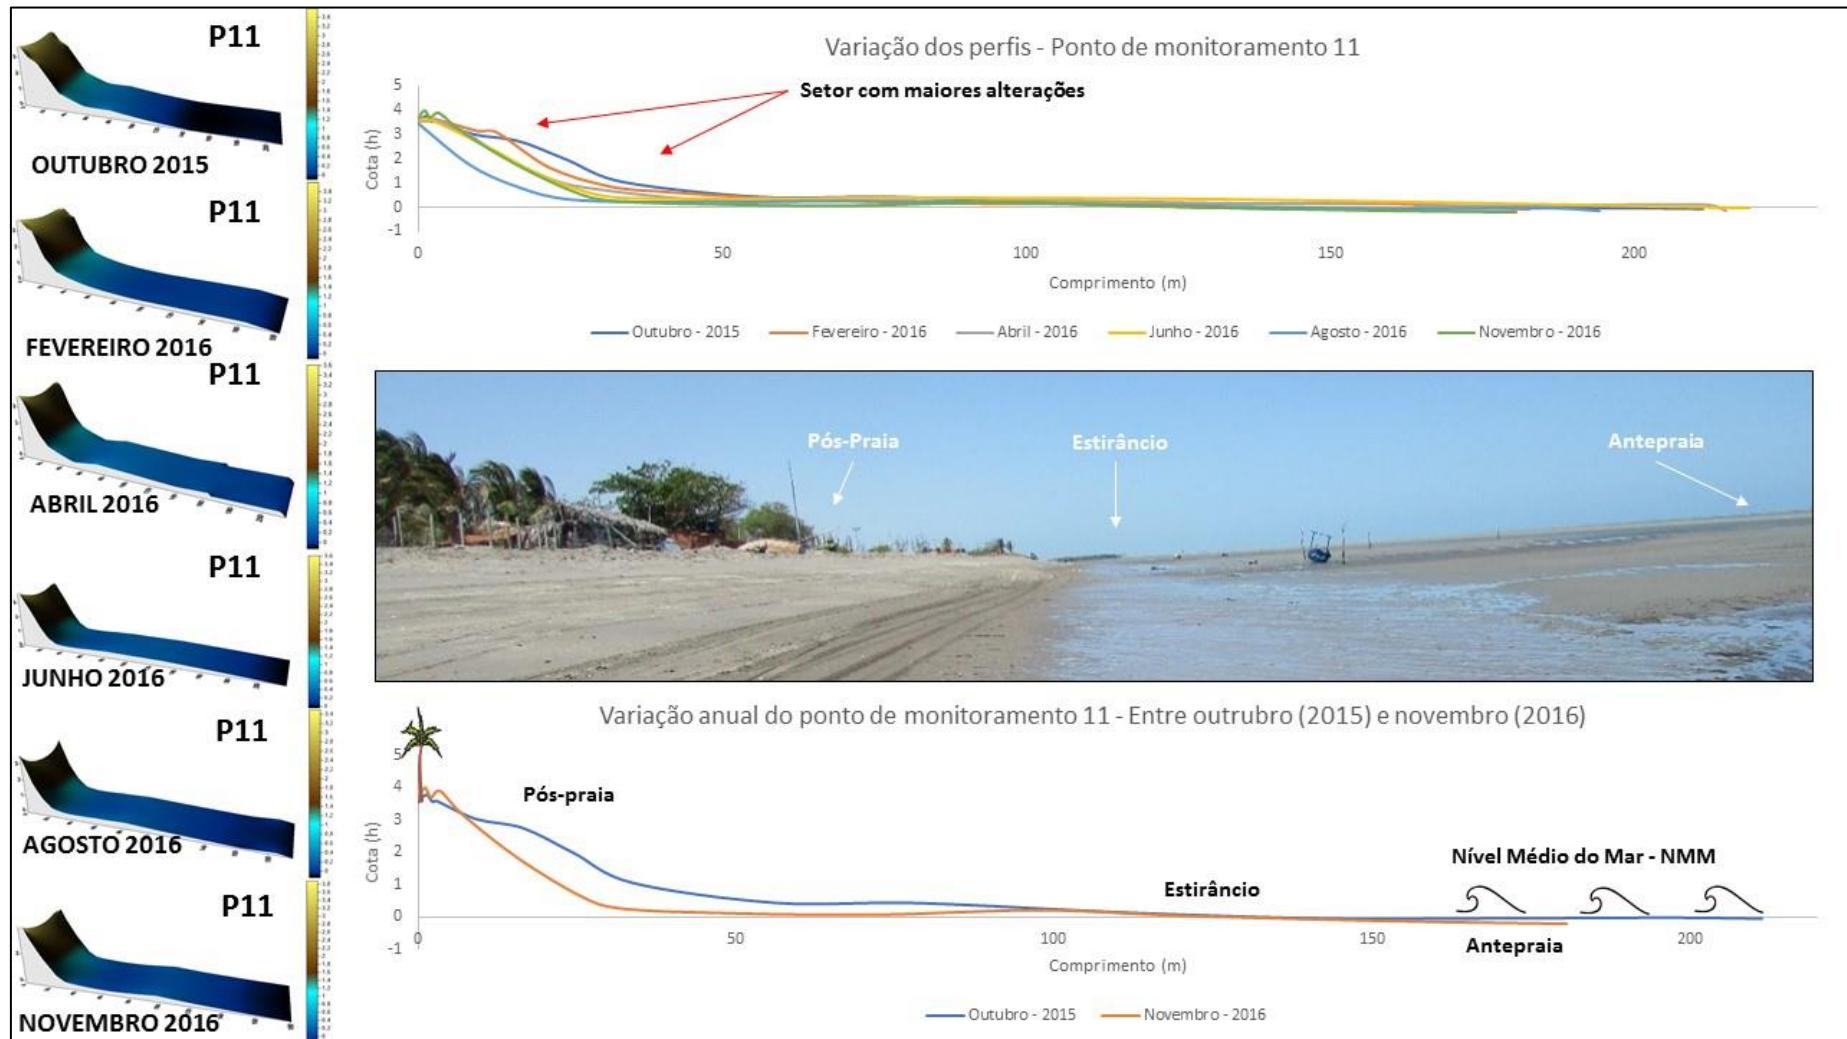 P11
OUTUBRO 2015
P11
FEVEREIRO 2016
P11
ABRIL 2016
P11
JUNHO 2016
P11
AGOSTO 2016
P11
NOVEMBRO 2016
Variação dos perfis - Ponto de monitoramento 11
Setor com maiores alterações
Cota (h)
5
4
3
2
1
0
-1
0 50 100 150 200
Comprimento (m)
Outubro - 2015 Fevereiro - 2016 Abril - 2016 Junho - 2016 Agosto - 2016 Novembro - 2016
Pós-Praia Estirâncio Antepraia
Variação anual do ponto de monitoramento 11 - Entre outrubro (2015) e novembro (2016)
Cota (h)
5
4
3
2
1
0
-1
Pós-praia
Nível Médio do Mar - NMM
Estirâncio
Antepraia
0 50 100 150 200
Comprimento (m)
Outubro - 2015 Novembro - 2016